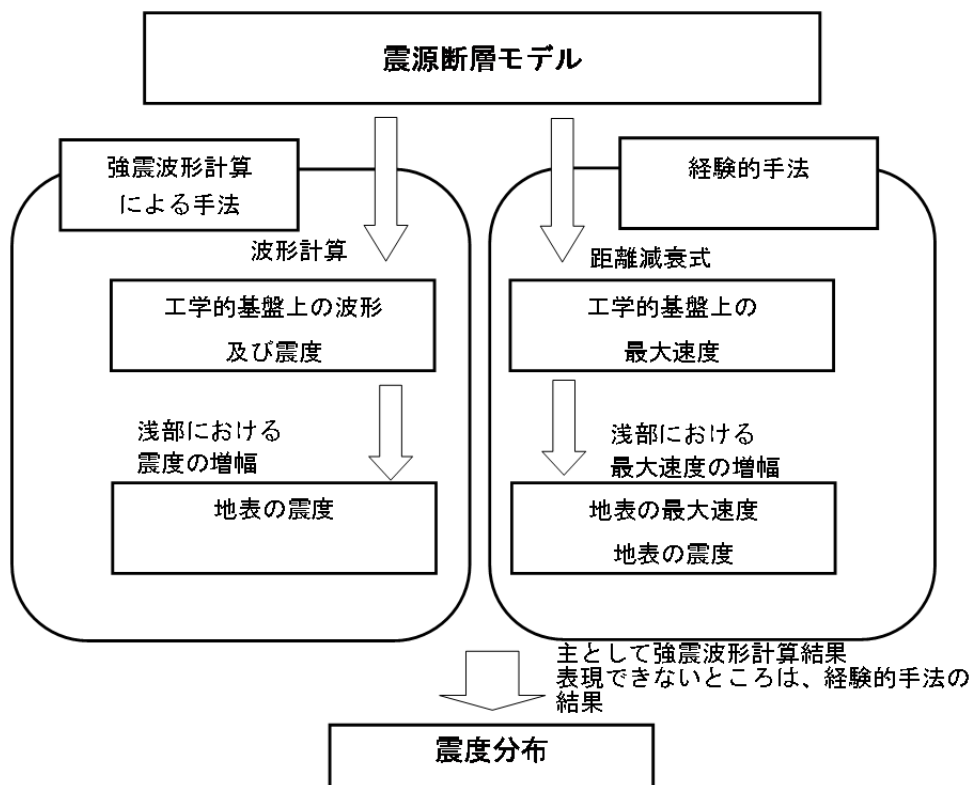 震源断層モデル
強震波形計算
による手法
波形計算
工学的基盤上の波形
及び震度
浅部における
震度の増幅
地表の震度
経験的手法
距離減衰式
工学的基盤上の
最大速度
浅部における
最大速度の増幅
地表の最大速度
地表の震度
主として強震波形計算結果
表現できないところは、経験的手法の
結果
震度分布